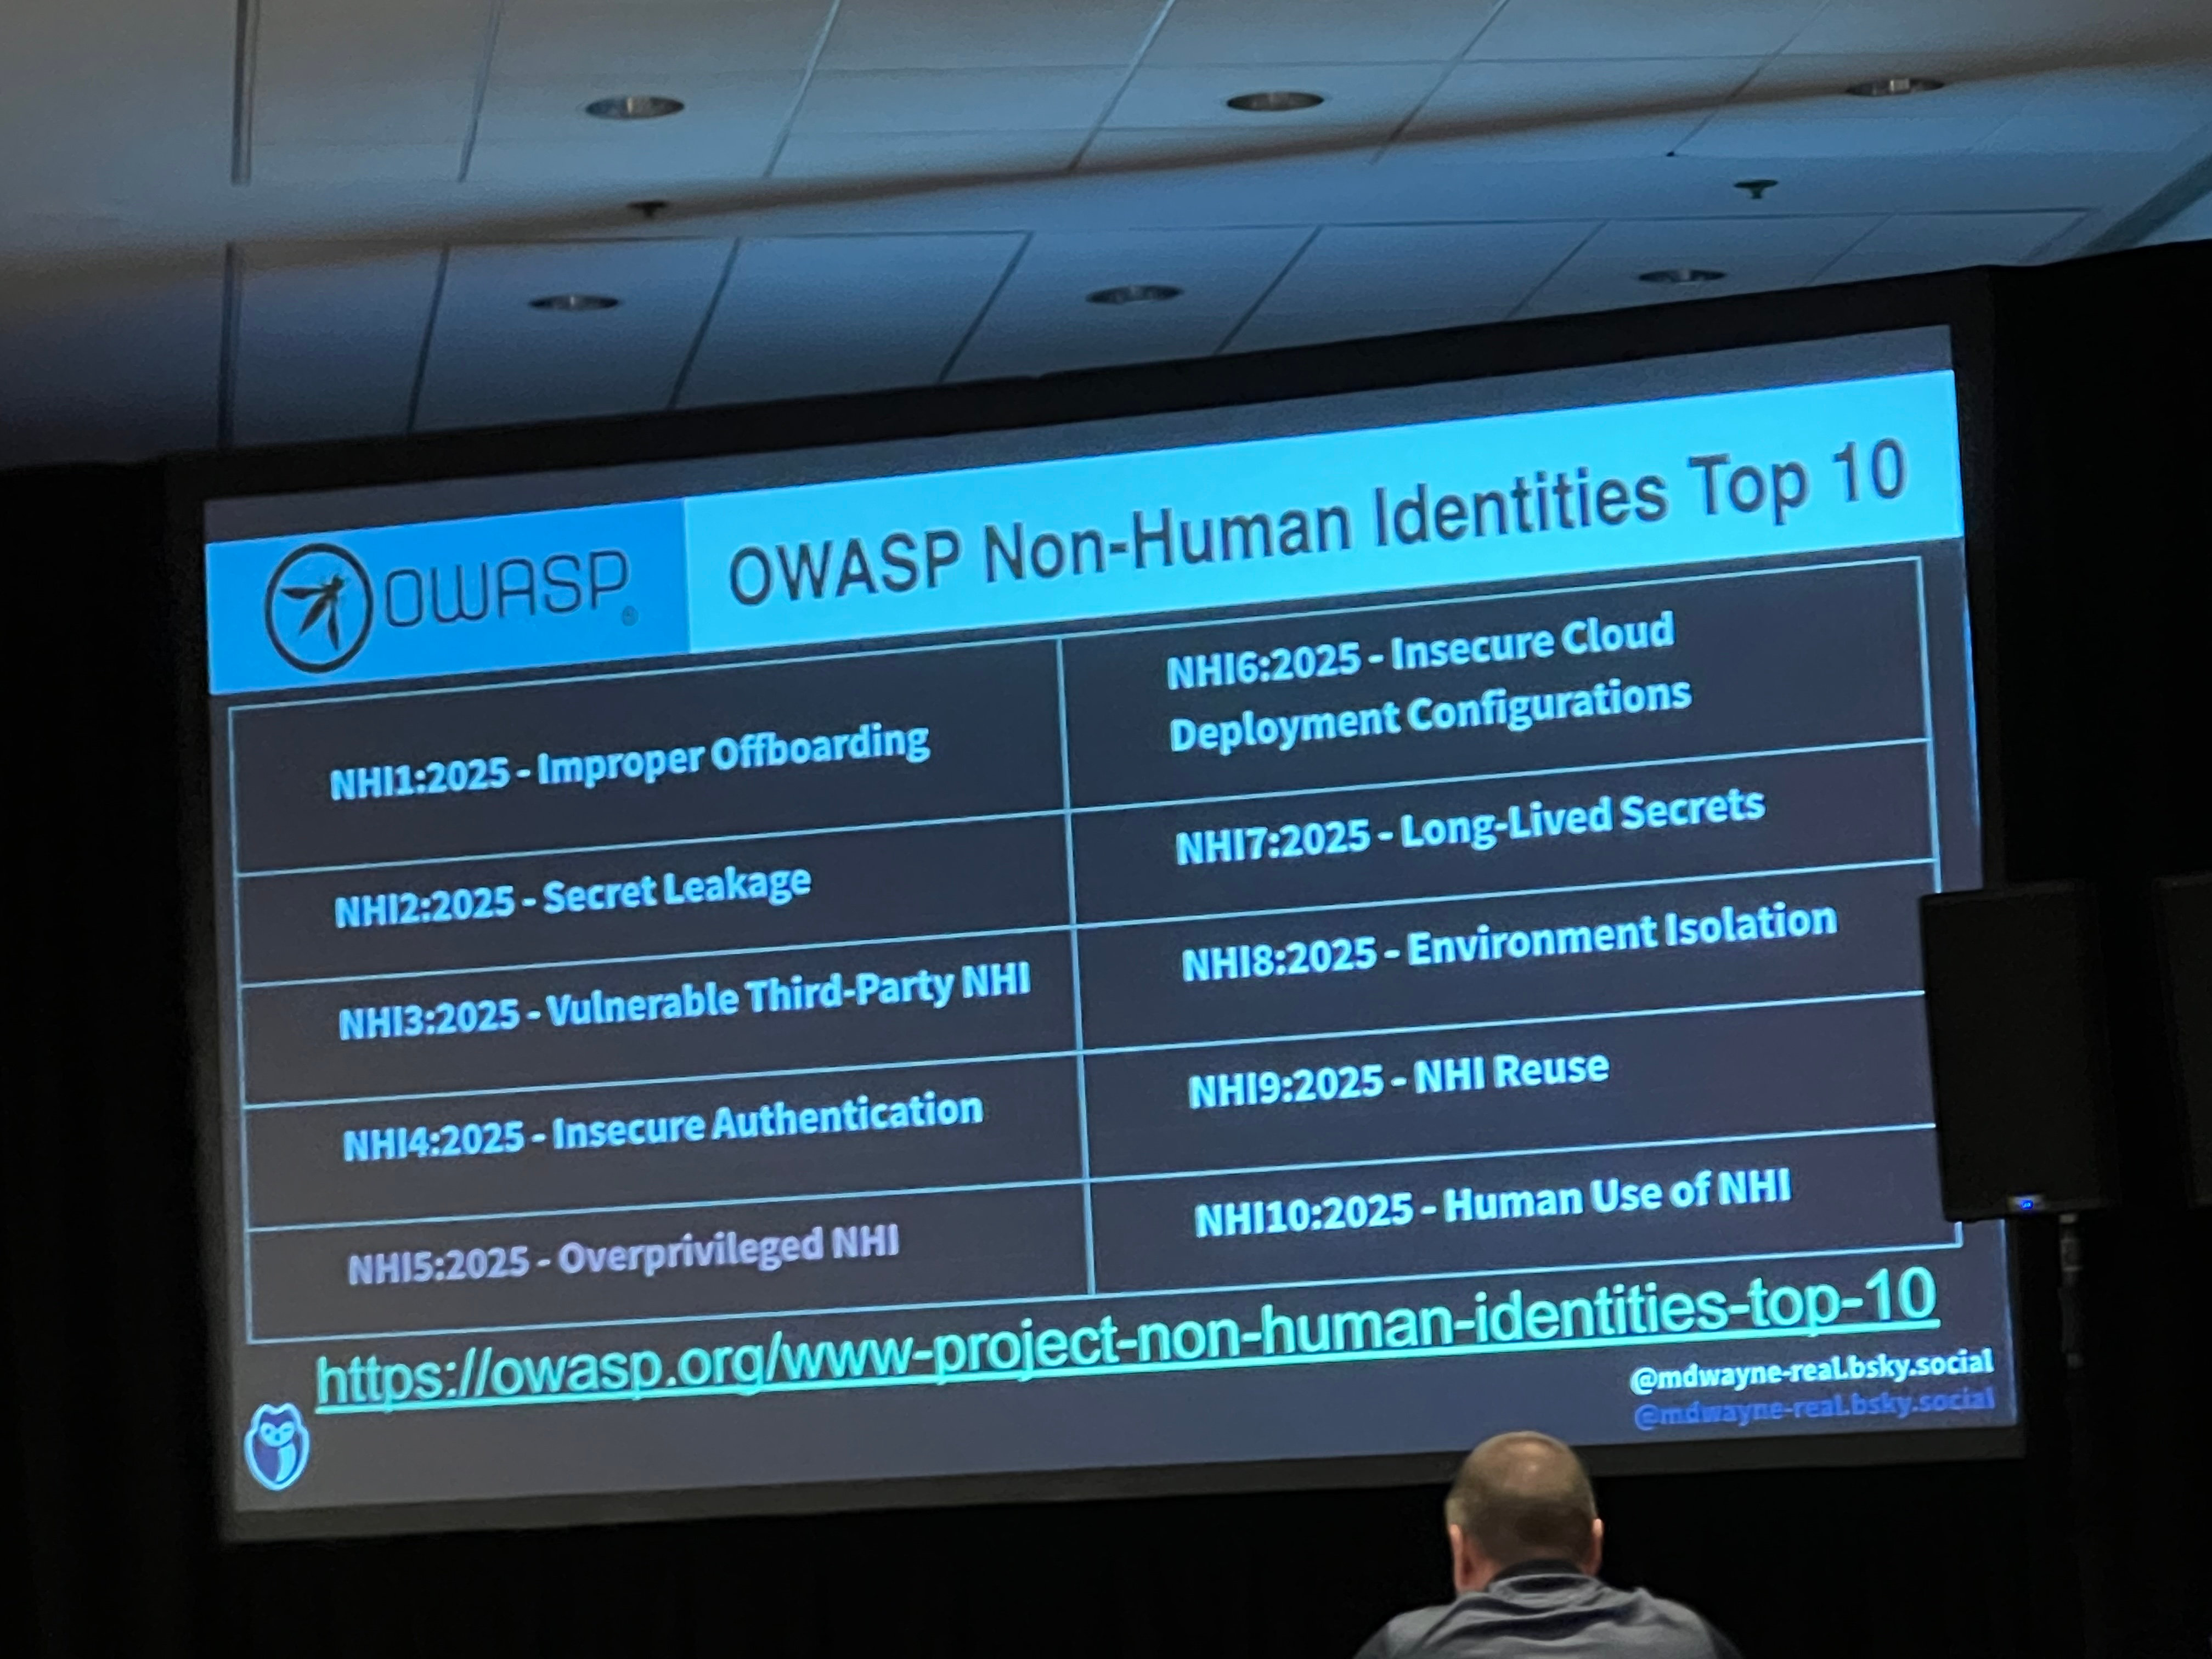 OWASP®
OWASP Non-Human Identities Top 10
NHI1:2025 - Improper Offboarding
NHI2:2025 - Secret Leakage
NHI3:2025 - Vulnerable Third-Party NHI
NHI4:2025 - Insecure Authentication
NHI5:2025 - Overprivileged NHI
NHI6:2025 - Insecure Cloud
Deployment Configurations
NHI7:2025 - Long-Lived Secrets
NHI8:2025 - Environment Isolation
NHI9:2025 - NHI Reuse
NHI10:2025 - Human Use of NHI
https://owasp.org/www-project-non-human-identities-top-10
@mdwayne-real.bsky.social
@mdwayne-real.bsky.social